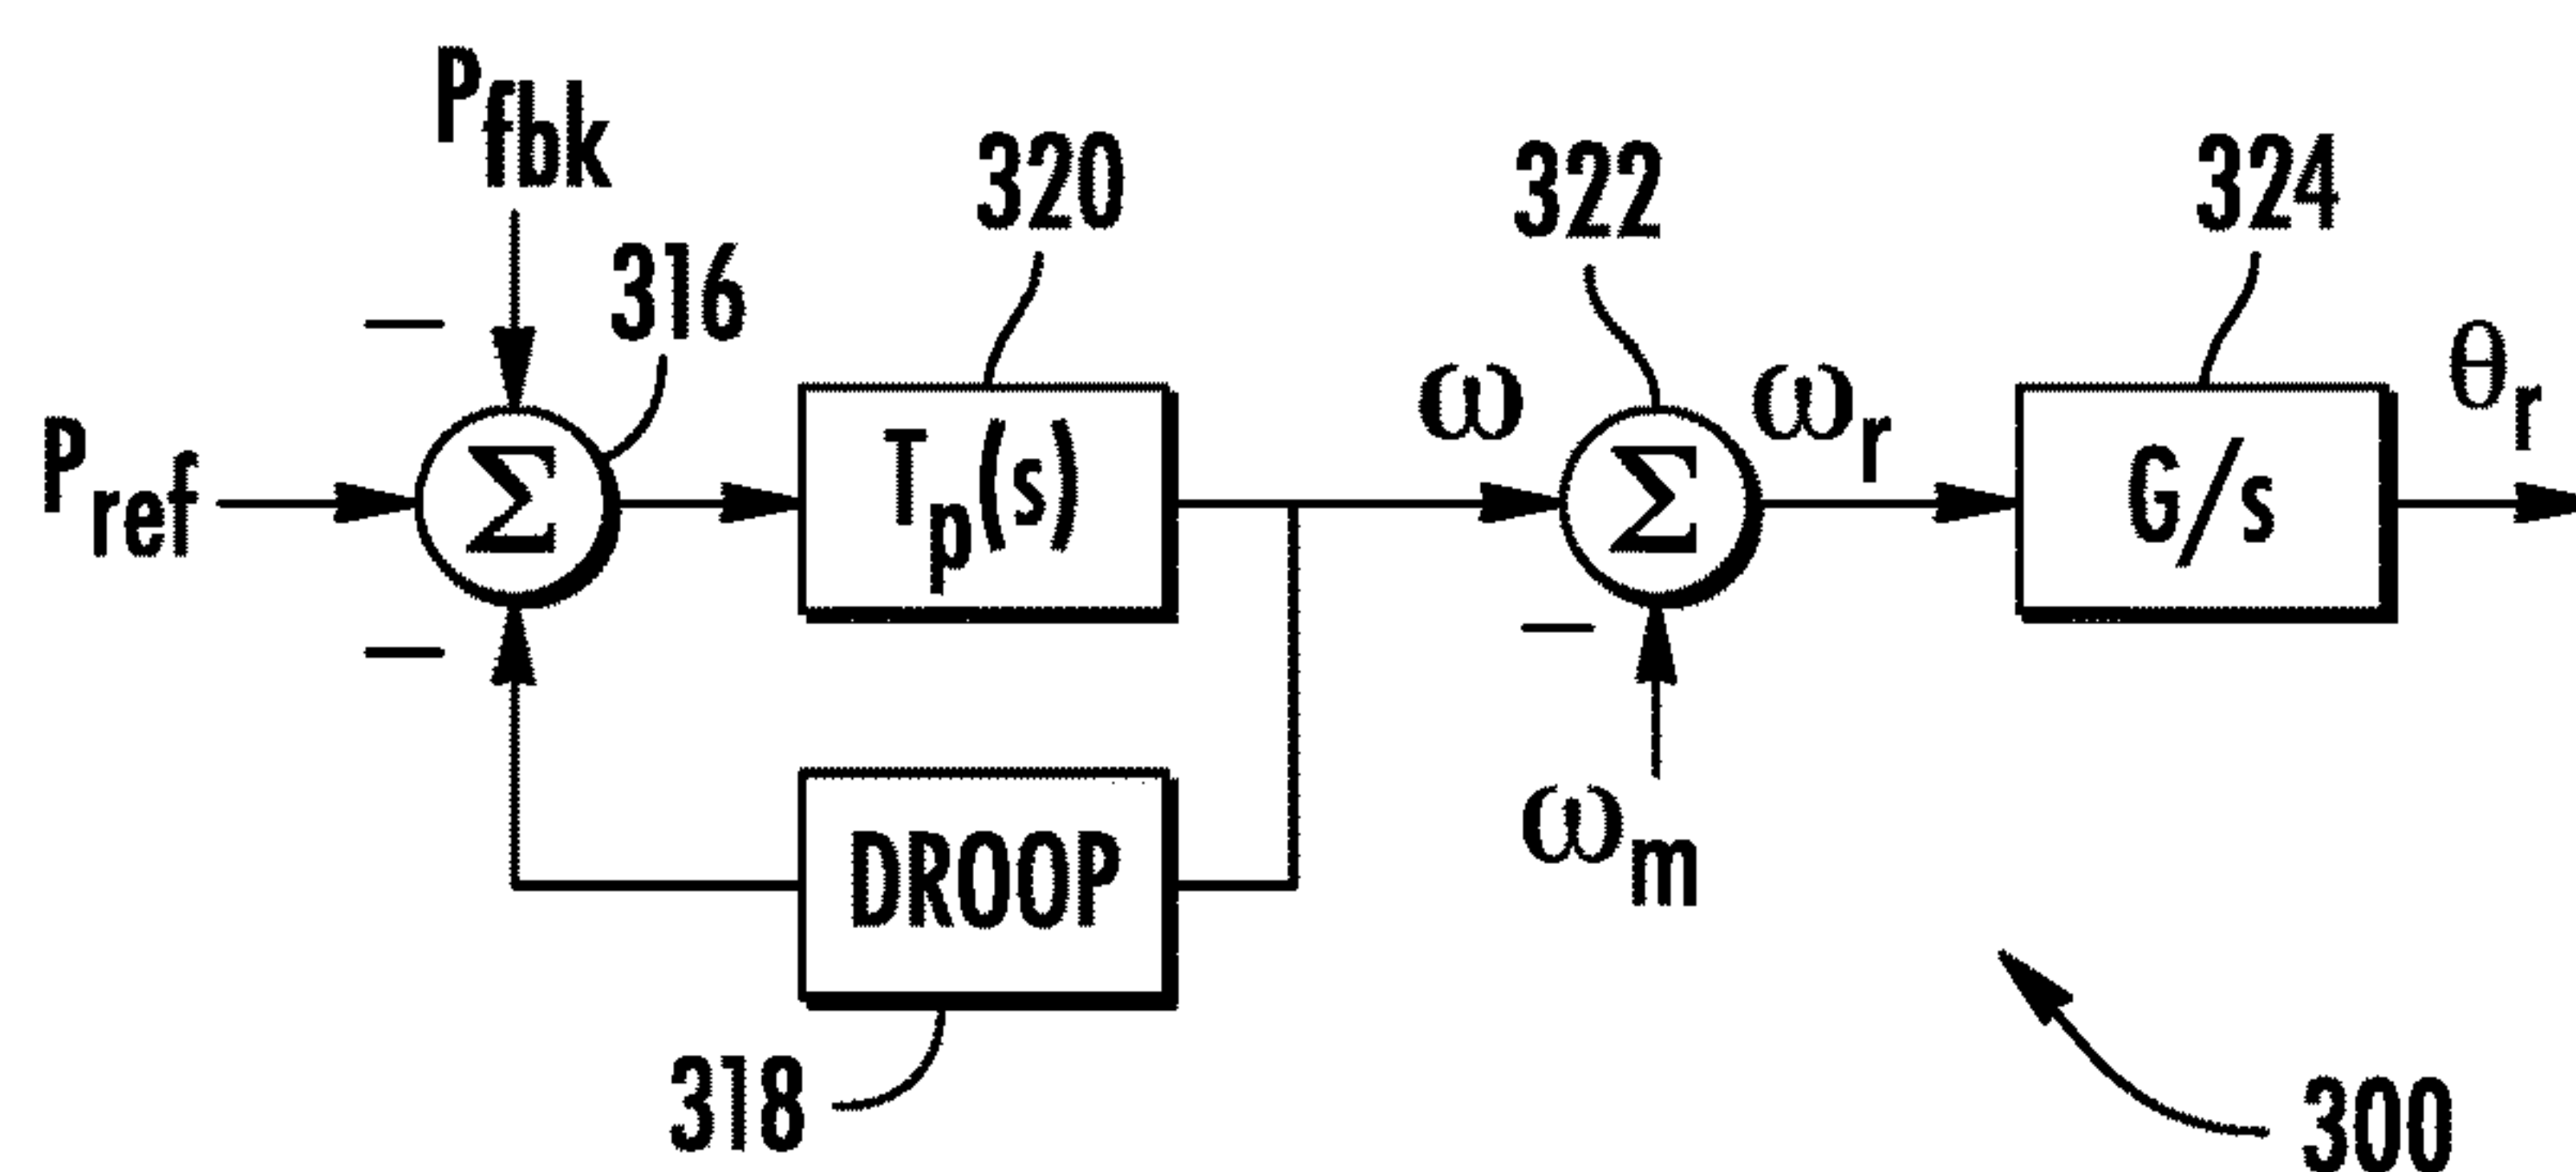 P_fbk
316
320
322
324
P_ref
Σ
T_p(s)
ω
Σ
ω_r
G/s
θ_r
−
−
−
ω_m
DROOP
318
300